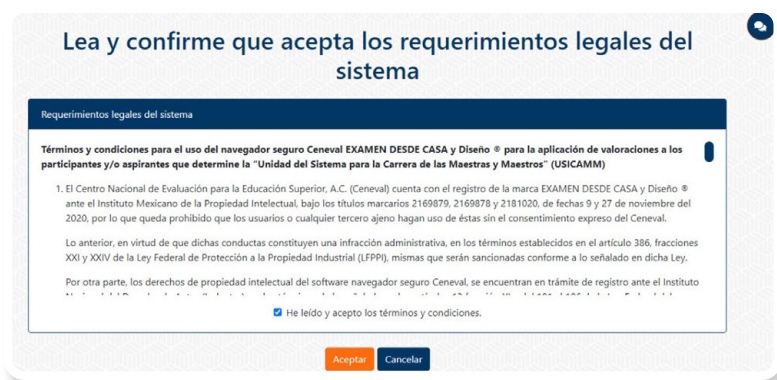 Lea y confirme que acepta los requerimientos legales del
sistema
Requerimientos legales del sistema
Términos y condiciones para el uso del navegador seguro Ceneval EXAMEN DESDE CASA y Diseño ® para la aplicación de valoraciones a los
participantes y/o aspirantes que determine la "Unidad del Sistema para la Carrera de las Maestras y Maestros" (USICAMM)
1. El Centro Nacional de Evaluación para la Educación Superior, A.C. (Ceneval) cuenta con el registro de la marca EXAMEN DESDE CASA y Diseño ®
ante el Instituto Mexicano de la Propiedad Intelectual, bajo los títulos marcarios 2169879, 2169878 y 2181020, de fechas 9 y 27 de noviembre del
2020, por lo que queda prohibido que los usuarios o cualquier tercero ajeno hagan uso de éstas sin el consentimiento expreso del Ceneval.
Lo anterior, en virtud de que dichas conductas constituyen una infracción administrativa, en los términos establecidos en el artículo 386, fracciones
XXI y XXIV de la Ley Federal de Protección a la Propiedad Industrial (LFPPI), mismas que serán sancionadas conforme a lo señalado en dicha Ley.
Por otra parte, los derechos de propiedad intelectual del software navegador seguro Ceneval, se encuentran en trámite de registro ante el Instituto
He leído y acepto los términos y condiciones.
Aceptar Cancelar